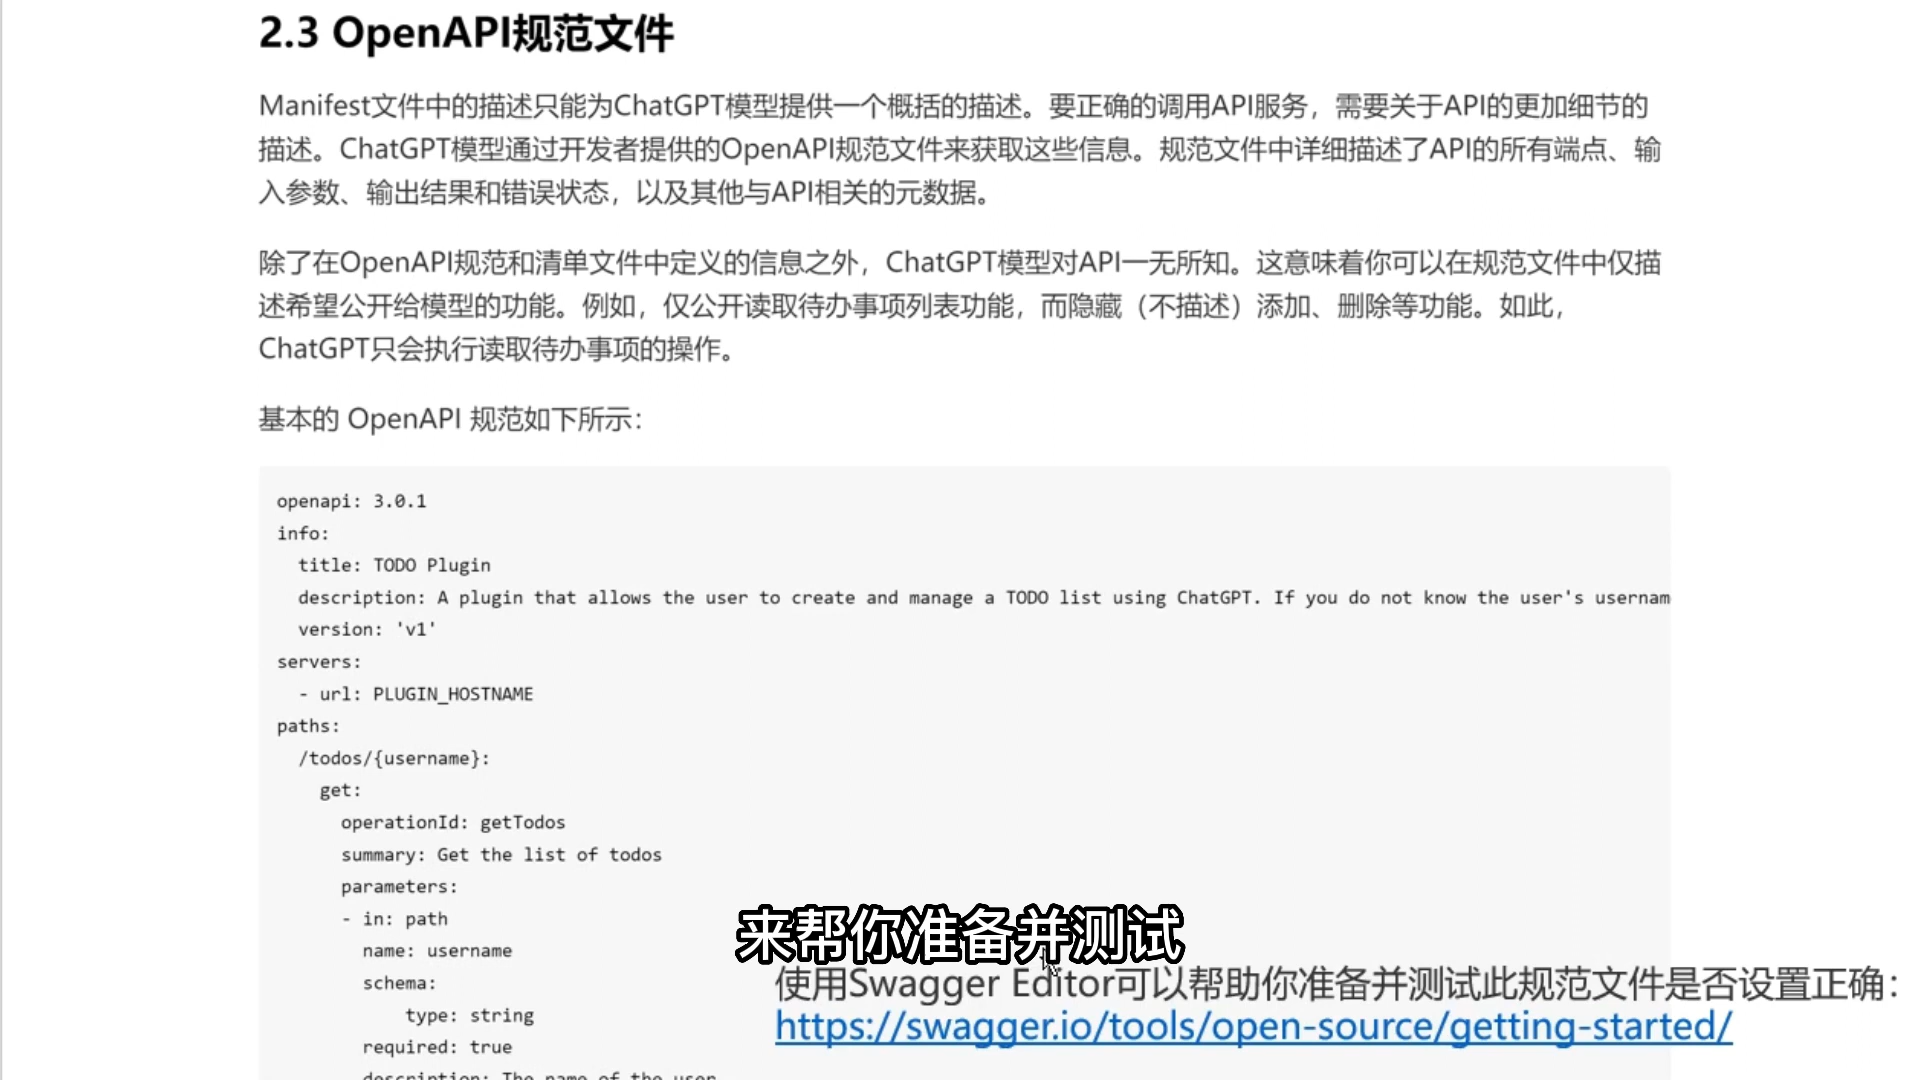 2.3 OpenAPI规范文件
Manifest文件中的描述只能为ChatGPT模型提供一个概括的描述。要正确的调用API服务，需要关于API的更加细节的
描述。ChatGPT模型通过开发者提供的OpenAPI规范文件来获取这些信息。规范文件中详细描述了API的所有端点、输
入参数、输出结果和错误状态，以及其他与API相关的元数据。
除了在OpenAPI规范和清单文件中定义的信息之外，ChatGPT模型对API一无所知。这意味着你可以在规范文件中仅描
述希望公开给模型的功能。例如，仅公开读取待办事项列表功能，而隐藏（不描述）添加、删除等功能。如此，
ChatGPT只会执行读取待办事项的操作。
基本的 OpenAPI 规范如下所示：
openapi: 3.0.1
info:
  title: TODO Plugin
  description: A plugin that allows the user to create and manage a TODO list using ChatGPT. If you do not know the user's usernam
  version: 'v1'
servers:
  - url: PLUGIN_HOSTNAME
paths:
  /todos/{username}:
    get:
      operationId: getTodos
      summary: Get the list of todos
      parameters:
      - in: path
        name: username
        schema:
            type: string
        required: true
        description: The name of the user
来帮你准备并测试
使用Swagger Editor可以帮助你准备并测试此规范文件是否设置正确：
https://swagger.io/tools/open-source/getting-started/